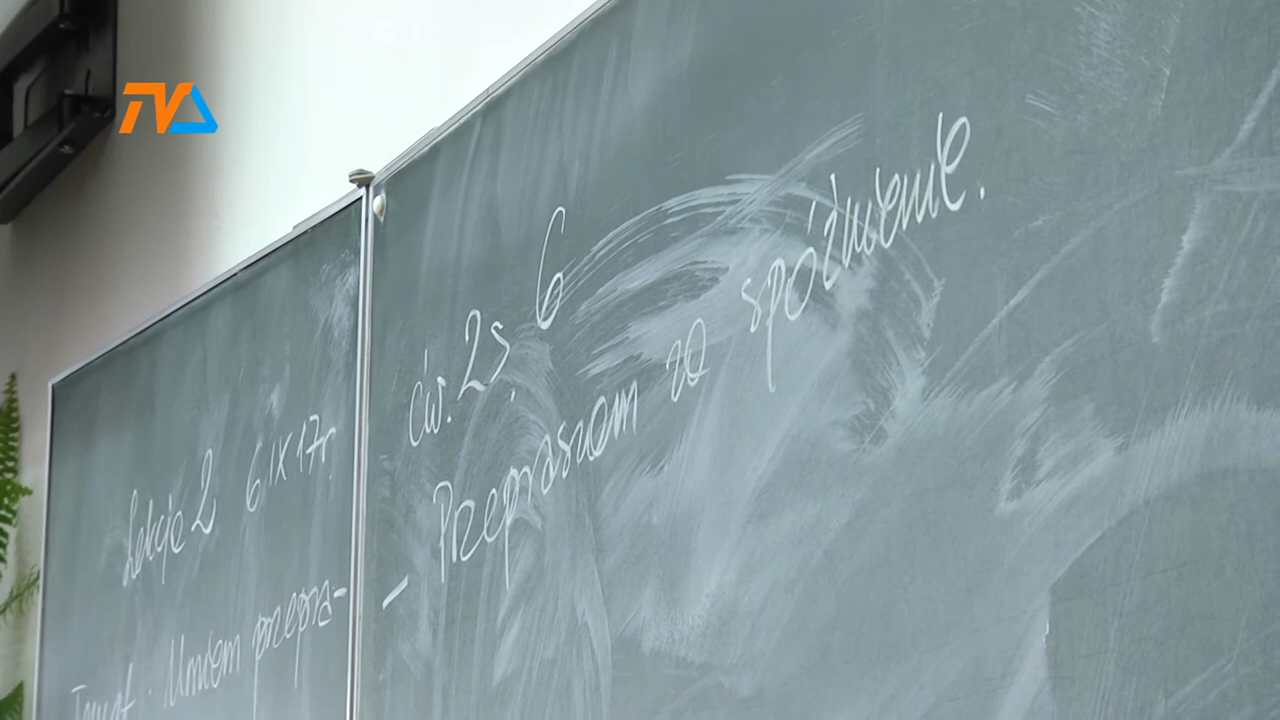 TVA
Lekcja 2 6 IX 17r.
Temat: Umiem przepra-
ćw. 2 s. 6
- Przepraszam za spóźnienie.